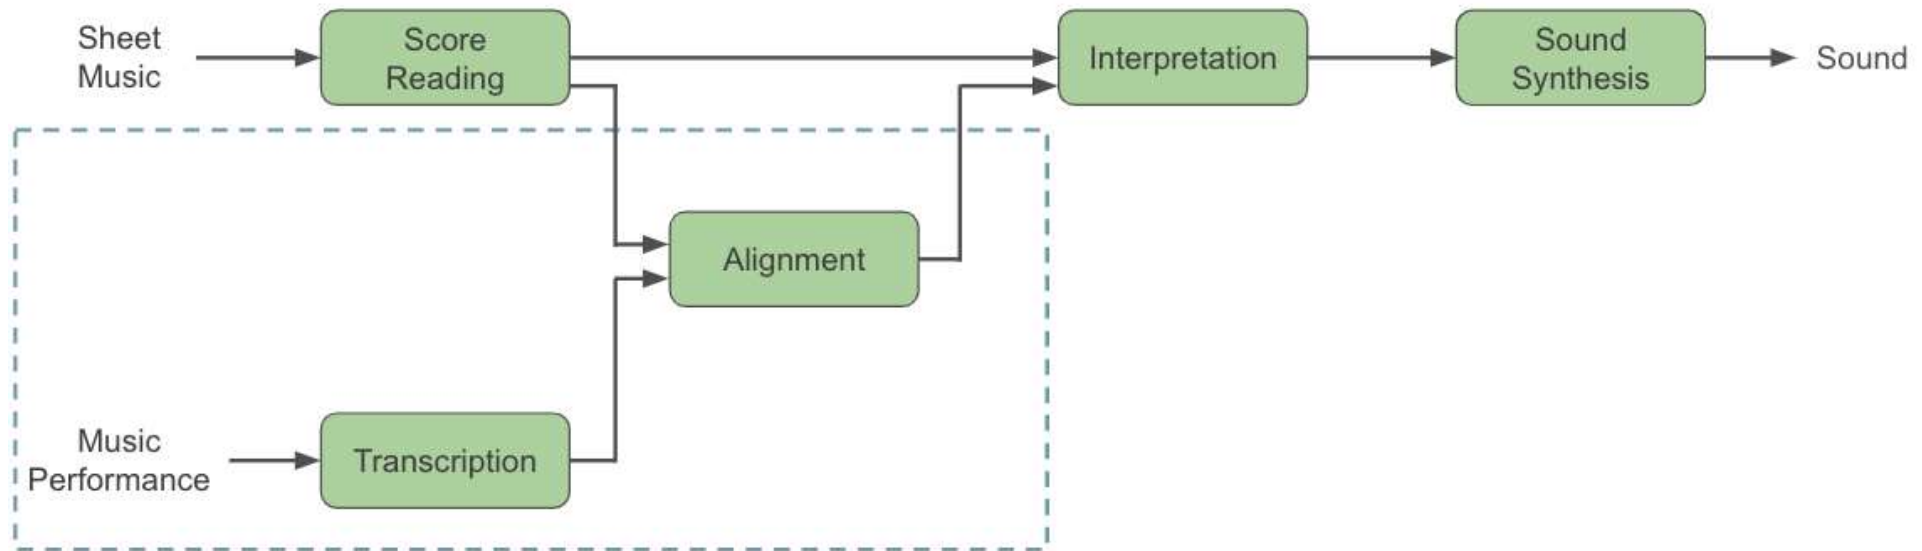 Sheet
Music
Score
Reading
Interpretation
Sound
Synthesis
Sound
Alignment
Music
Performance
Transcription